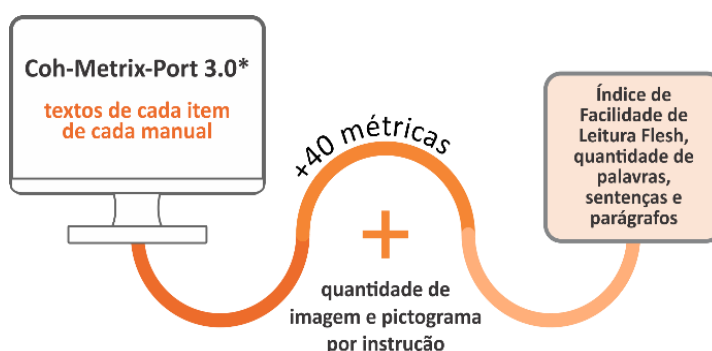 Coh-Metrix-Port 3.0*
textos de cada item
de cada manual
+40 métricas
quantidade de
imagem e pictograma
por instrução
Índice de
Facilidade de
Leitura Flesh,
quantidade de
palavras,
sentenças e
parágrafos